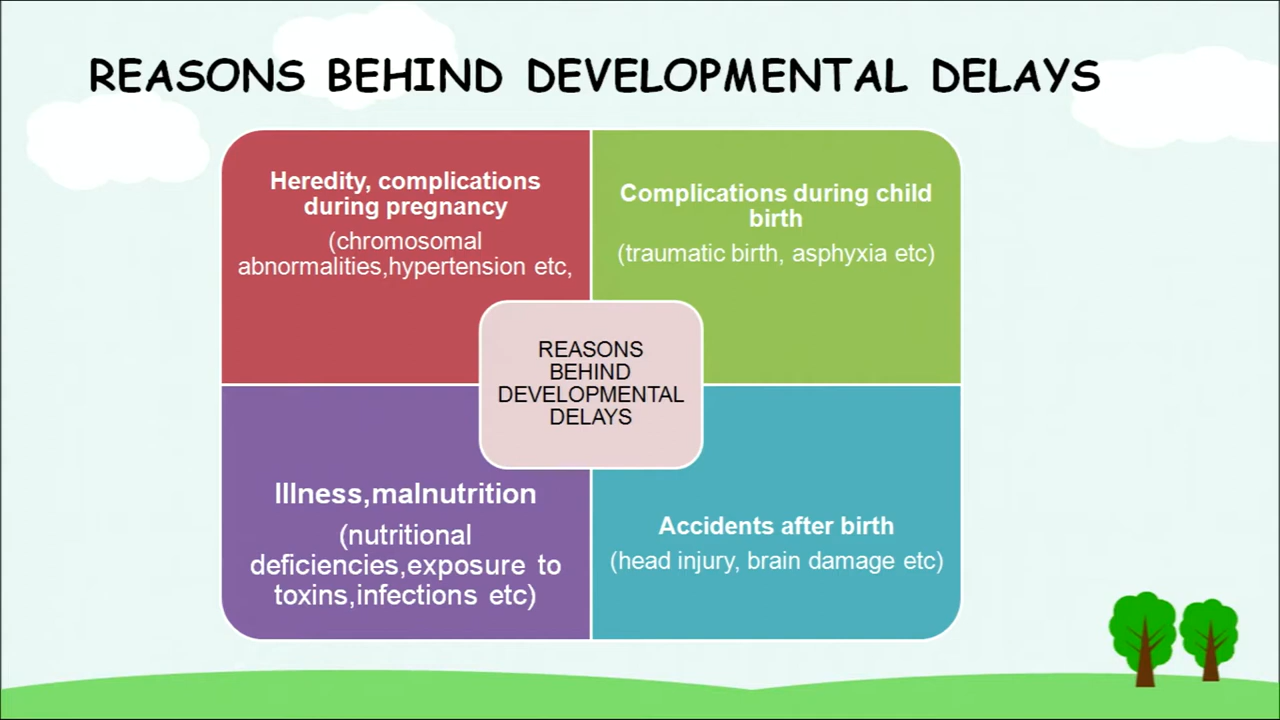 REASONS BEHIND DEVELOPMENTAL DELAYS
Heredity, complications
during pregnancy
(chromosomal
abnormalities,hypertension etc,
Complications during child
birth
(traumatic birth, asphyxia etc)
REASONS
BEHIND
DEVELOPMENTAL
DELAYS
Illness,malnutrition
(nutritional
deficiencies,exposure to
toxins,infections etc)
Accidents after birth
(head injury, brain damage etc)